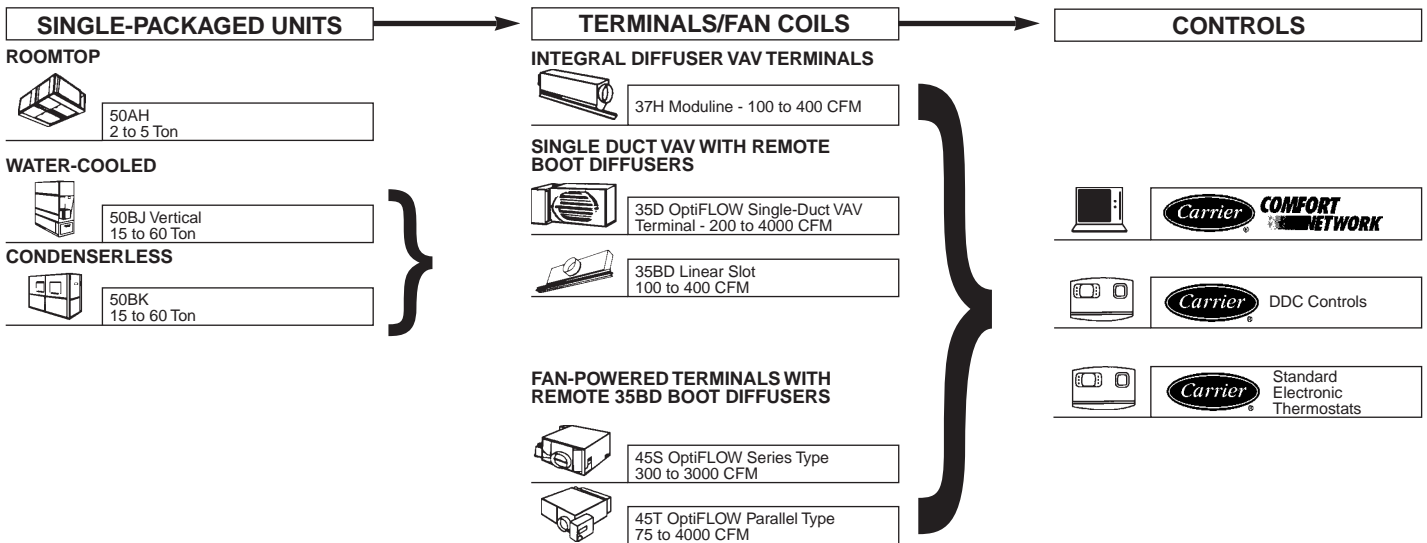 SINGLE-PACKAGED UNITS
ROOMTOP
50AH
2 to 5 Ton
WATER-COOLED
50BJ Vertical
15 to 60 Ton
CONDENSERLESS
50BK
15 to 60 Ton
TERMINALS/FAN COILS
INTEGRAL DIFFUSER VAV TERMINALS
37H Moduline - 100 to 400 CFM
SINGLE DUCT VAV WITH REMOTE
BOOT DIFFUSERS
35D OptiFLOW Single-Duct VAV
Terminal - 200 to 4000 CFM
35BD Linear Slot
100 to 400 CFM
FAN-POWERED TERMINALS WITH
REMOTE 35BD BOOT DIFFUSERS
45S OptiFLOW Series Type
300 to 3000 CFM
45T OptiFLOW Parallel Type
75 to 4000 CFM
CONTROLS
Carrier ® COMFORT
NETWORK
Carrier ® DDC Controls
Carrier ® Standard
Electronic
Thermostats